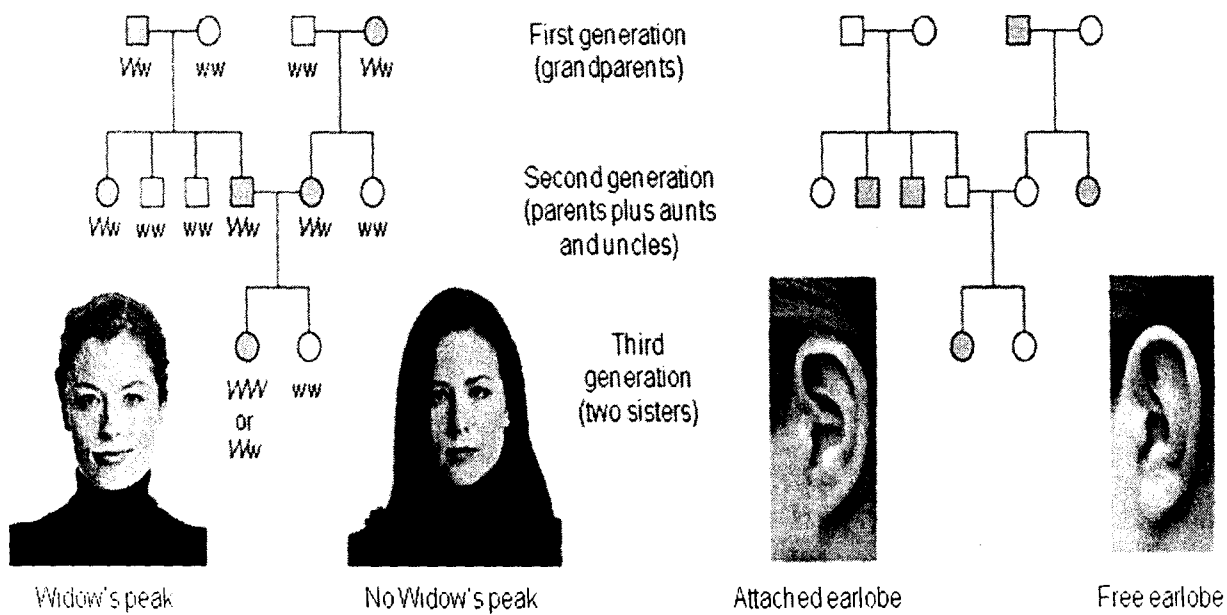 Ww
ww
ww
Ww
First generation
(grandparents)
Ww
ww
ww
Ww
Ww
ww
Second generation
(parents plus aunts
and uncles)
WW
or
Ww
ww
Third
generation
(two sisters)
Widow's peak
No Widow's peak
Attached earlobe
Free earlobe